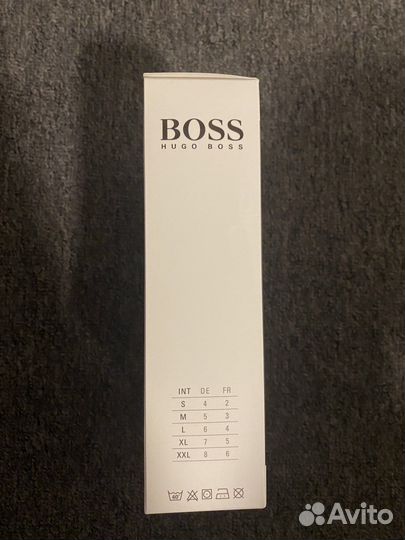 BOSS
HUGO BOSS
INT DE FR
S 4 2
M 5 3
L 6 4
XL 7 5
XXL 8 6
40
Avito